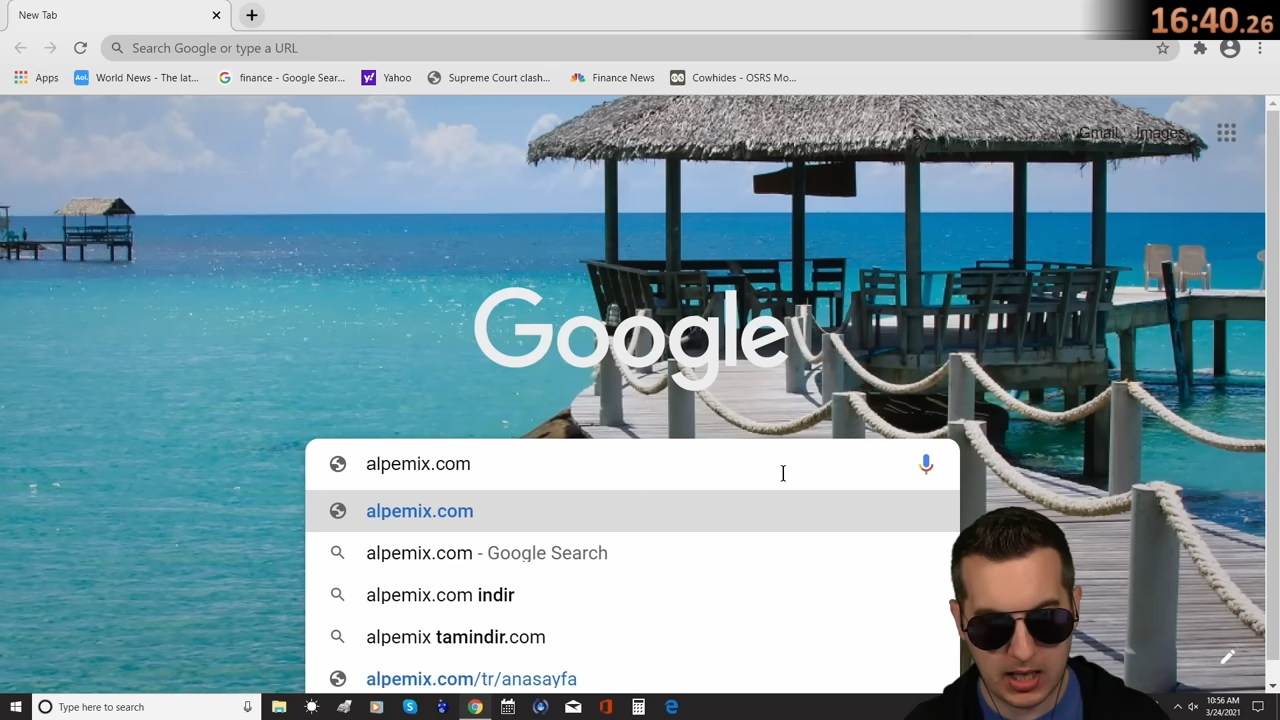 New Tab
16:40.26
Search Google or type a URL
Apps
World News - The lat...
finance - Google Sear...
Yahoo
Supreme Court clash...
Finance News
Cowhides - OSRS Mo...
Gmail Images
Google
alpemix.com
alpemix.com
alpemix.com - Google Search
alpemix.com indir
alpemix tamindir.com
alpemix.com/tr/anasayfa
Type here to search
10:56 AM
3/24/2021